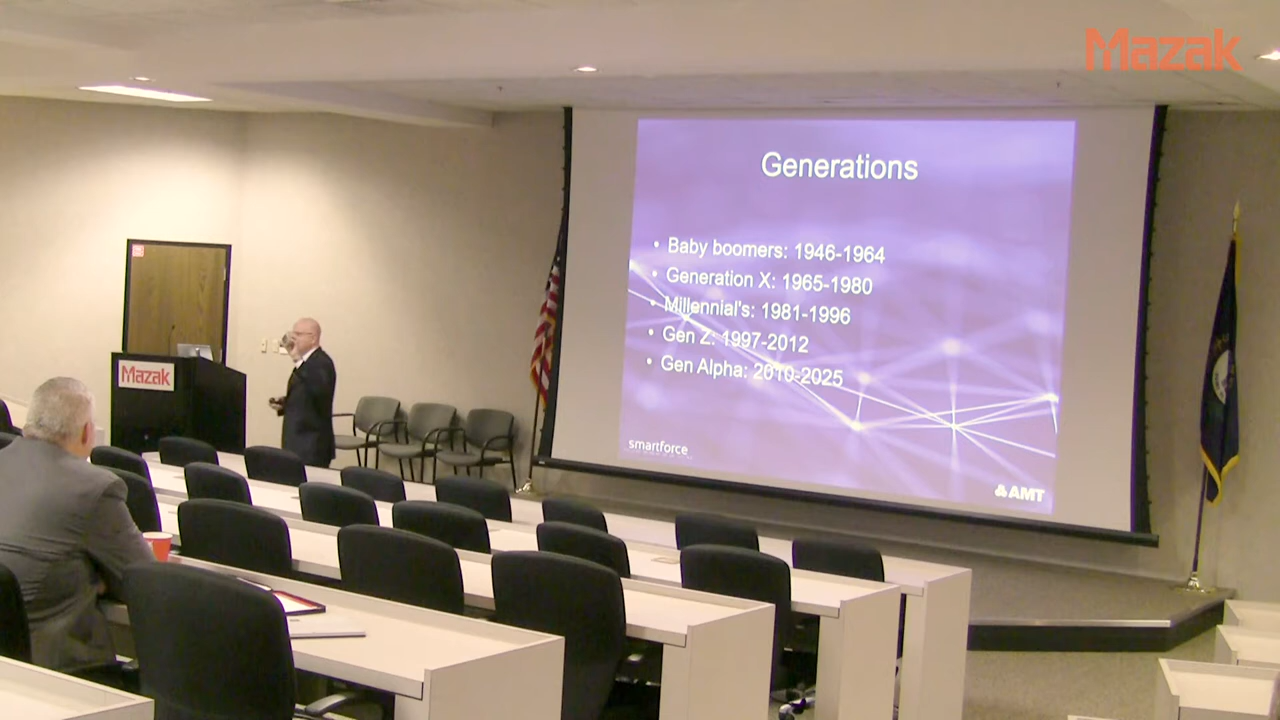 Mazak
Generations
• Baby boomers: 1946-1964
• Generation X: 1965-1980
• Millennial's: 1981-1996
• Gen Z: 1997-2012
• Gen Alpha: 2010-2025
smartforce
AMT
Mazak